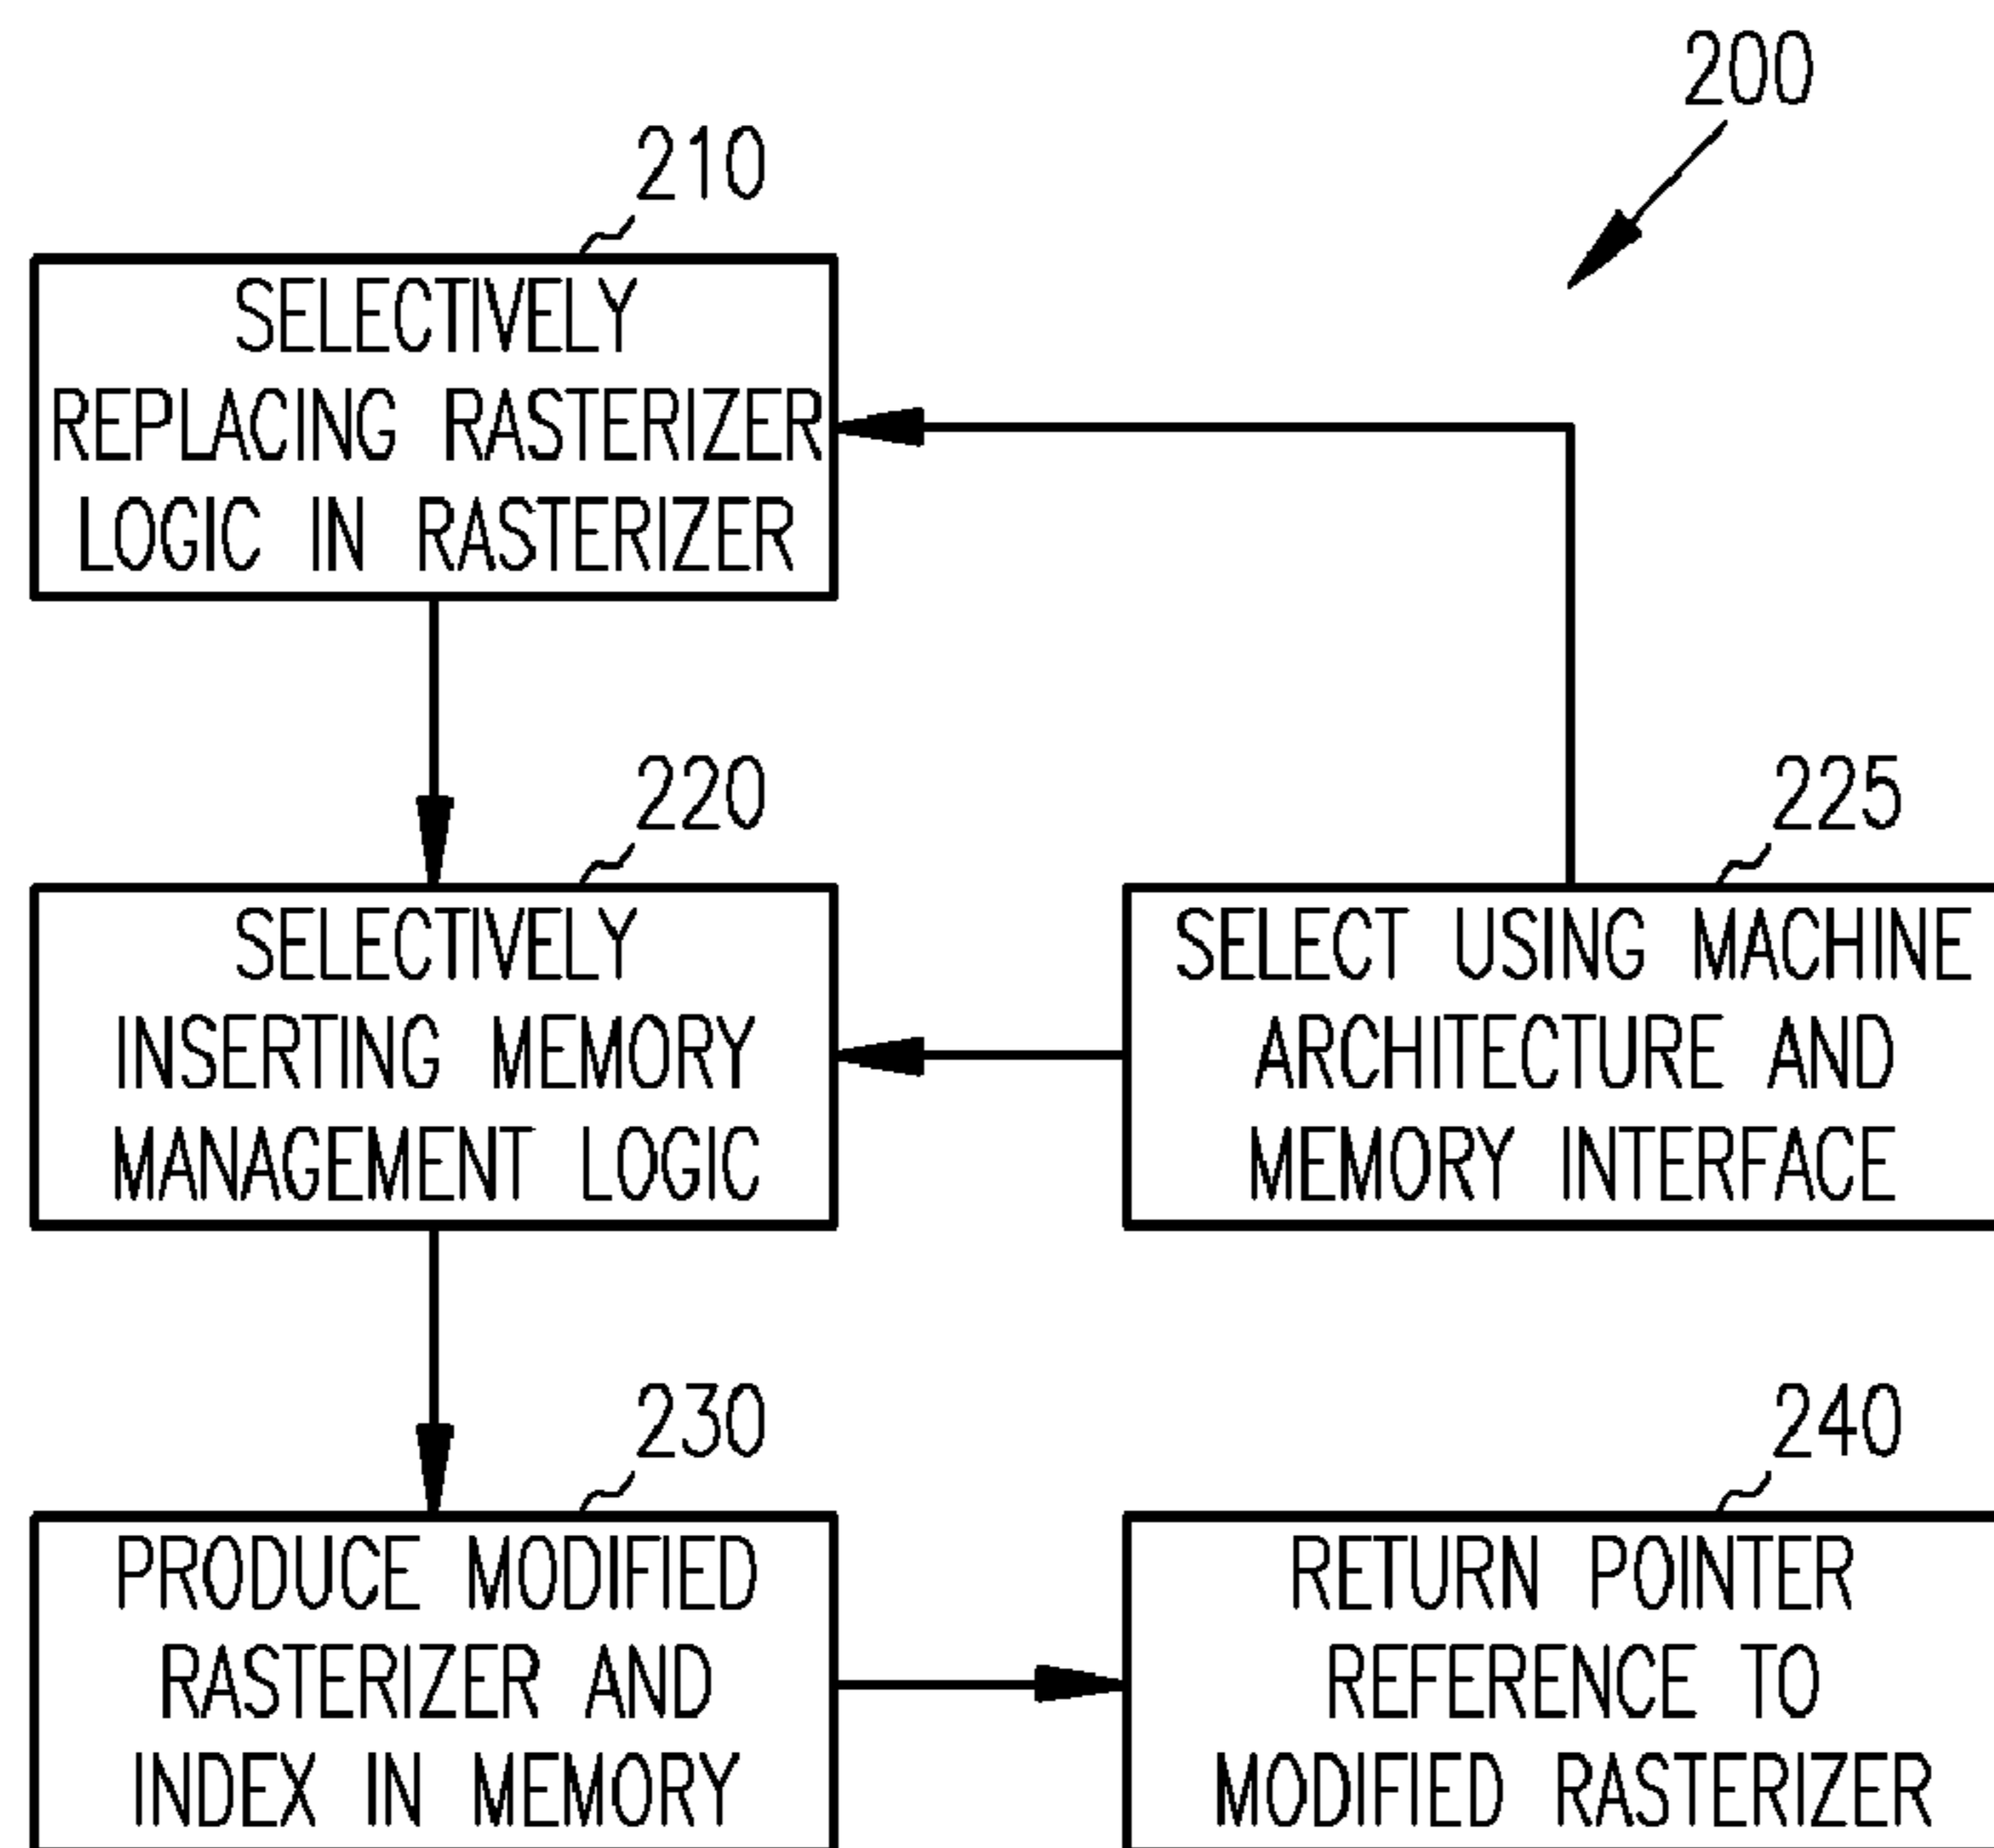 200
210
SELECTIVELY
REPLACING RASTERIZER
LOGIC IN RASTERIZER
220
SELECTIVELY
INSERTING MEMORY
MANAGEMENT LOGIC
225
SELECT USING MACHINE
ARCHITECTURE AND
MEMORY INTERFACE
230
PRODUCE MODIFIED
RASTERIZER AND
INDEX IN MEMORY
240
RETURN POINTER
REFERENCE TO
MODIFIED RASTERIZER